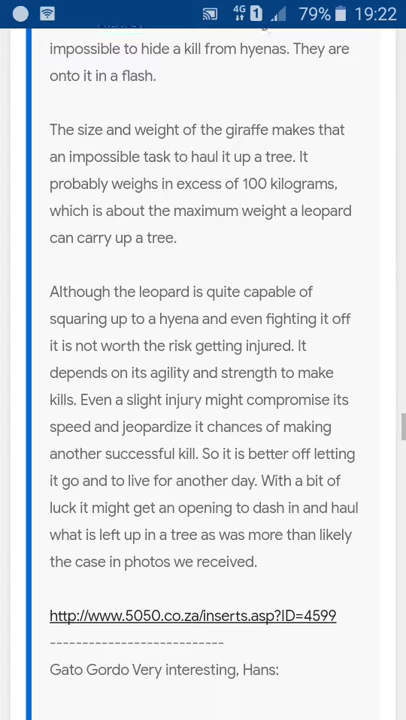 4G 1 79% 19:22
impossible to hide a kill from hyenas. They are
onto it in a flash.
The size and weight of the giraffe makes that
an impossible task to haul it up a tree. It
probably weighs in excess of 100 kilograms,
which is about the maximum weight a leopard
can carry up a tree.
Although the leopard is quite capable of
squaring up to a hyena and even fighting it off
it is not worth the risk getting injured. It
depends on its agility and strength to make
kills. Even a slight injury might compromise its
speed and jeopardize it chances of making
another successful kill. So it is better off letting
it go and to live for another day. With a bit of
luck it might get an opening to dash in and haul
what is left up in a tree as was more than likely
the case in photos we received.
http://www.5050.co.za/inserts.asp?ID=4599
---------------------------
Gato Gordo Very interesting, Hans: